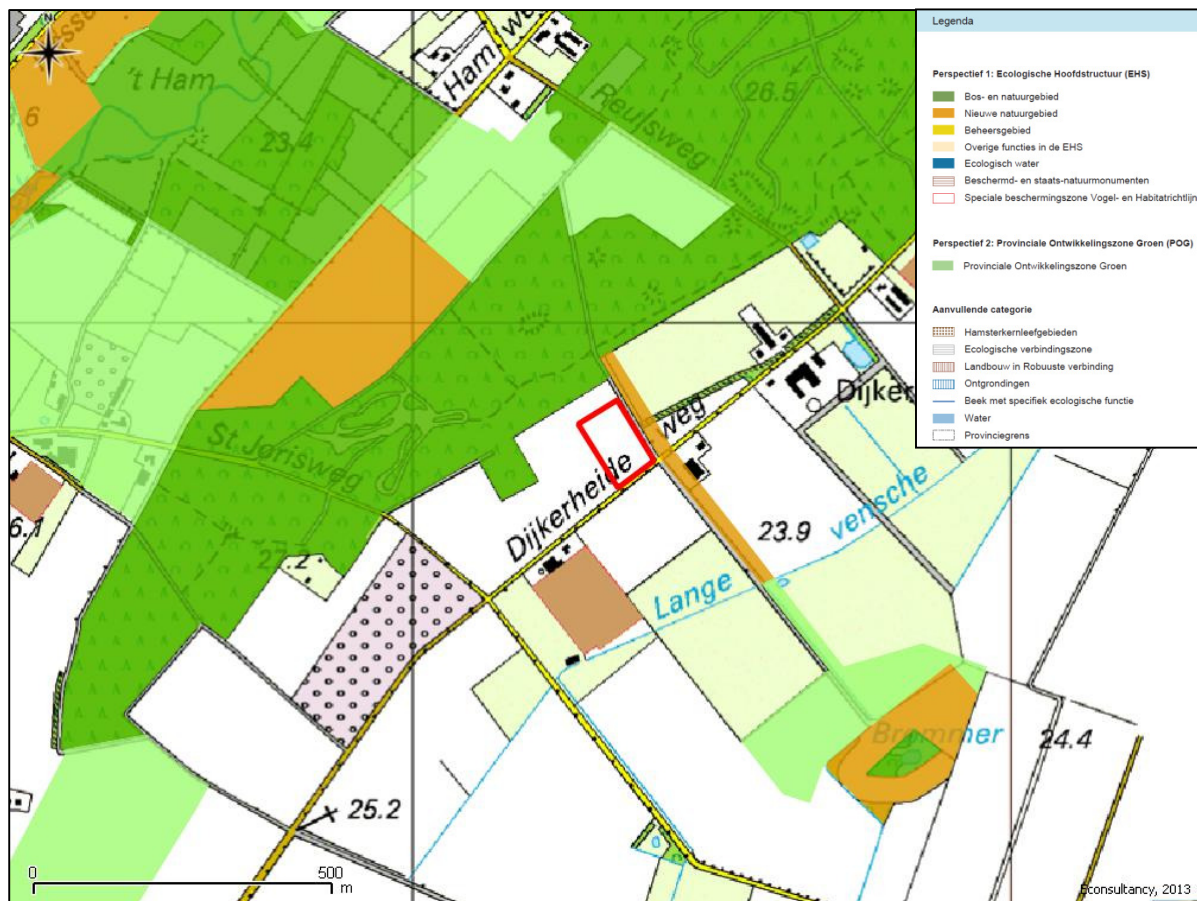 N
't Ham
6
23.4
Ham weg
Reulsweg
26.5
St.Jorisweg
Dijkerheide weg
Dijker
6.1
27.2
23.9
Lange vensche
Brommer
24.4
25.2
0 500
m
Econsultancy, 2013
Legenda
Perspectief 1: Ecologische Hoofdstructuur (EHS)
Bos- en natuurgebied
Nieuwe natuurgebied
Beheersgebied
Overige functies in de EHS
Ecologisch water
Beschermd- en staats-natuurmonumenten
Speciale beschermingszone Vogel- en Habitatrichtlijn
Perspectief 2: Provinciale Ontwikkelingszone Groen (POG)
Provinciale Ontwikkelingszone Groen
Aanvullende categorie
Hamsterkernleefgebieden
Ecologische verbindingszone
Landbouw in Robuuste verbinding
Ontgrondingen
Beek met specifiek ecologische functie
Water
Provinciegrens